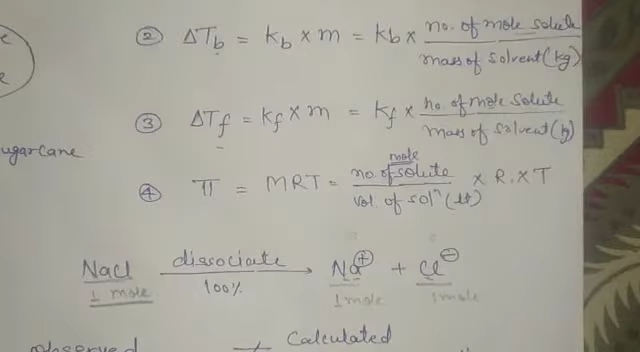 ② ΔTb = Kb × m = Kb × no. of mole solute / mass of solvent (kg)
③ ΔTf = Kf × m = Kf × no. of mole solute / mass of solvent (kg)
ugarcane
④ π = MRT = no. of mole solute / vol. of solⁿ (lt) × R × T
NaCl dissociate 100% → Na⊕ + Cl⊖
1 mole 1 mole 1 mole
observed ≠ Calculated